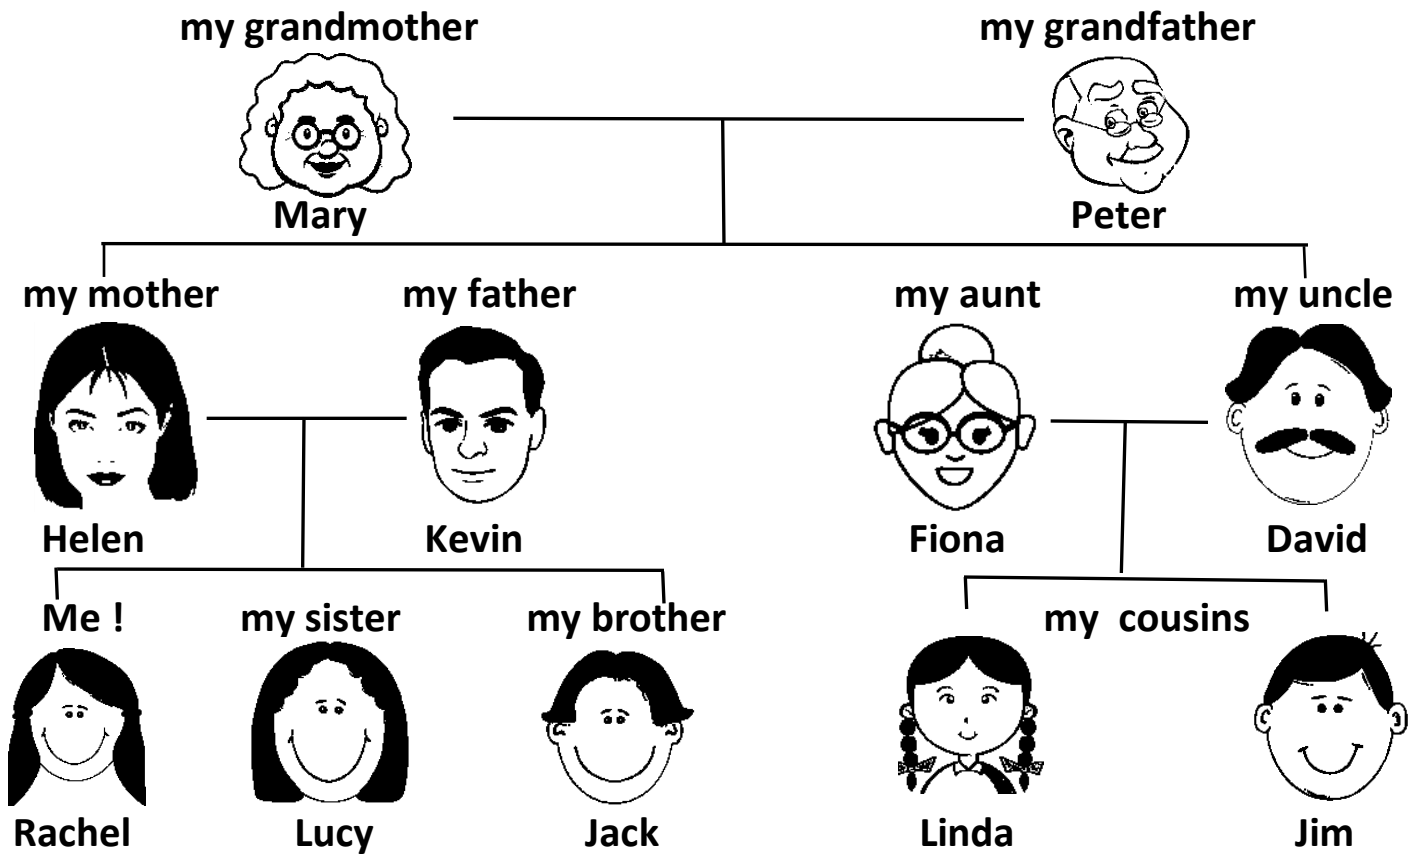 my grandmother my grandfather
Mary Peter
my mother my father my aunt my uncle
Helen Kevin Fiona David
Me ! my sister my brother my cousins
Rachel Lucy Jack Linda Jim